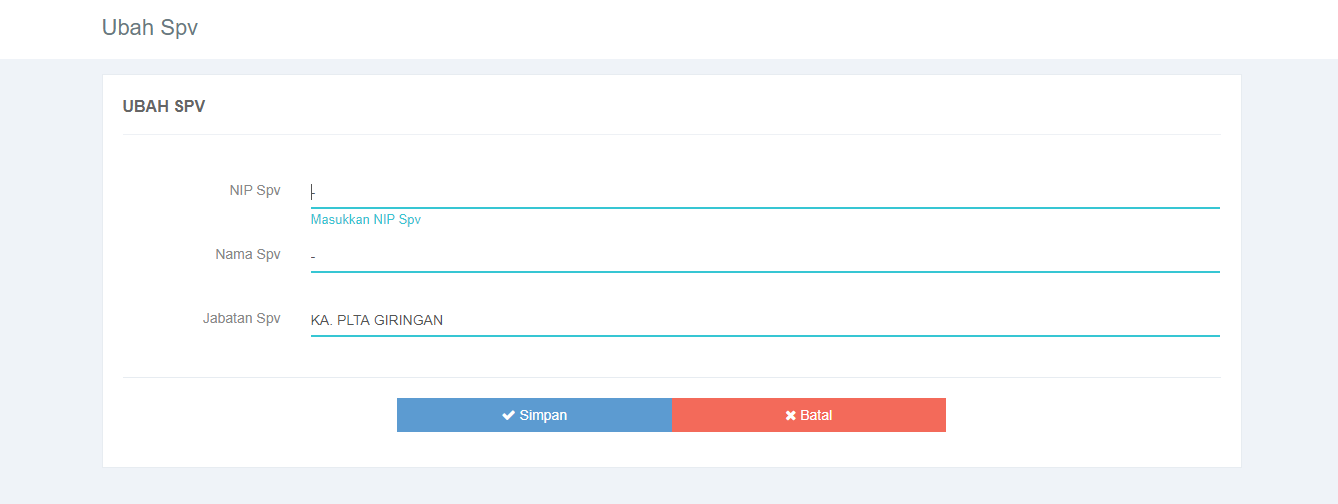 Ubah Spv
UBAH SPV
NIP Spv
-
Masukkan NIP Spv
Nama Spv
-
Jabatan Spv
KA. PLTA GIRINGAN
Simpan
Batal